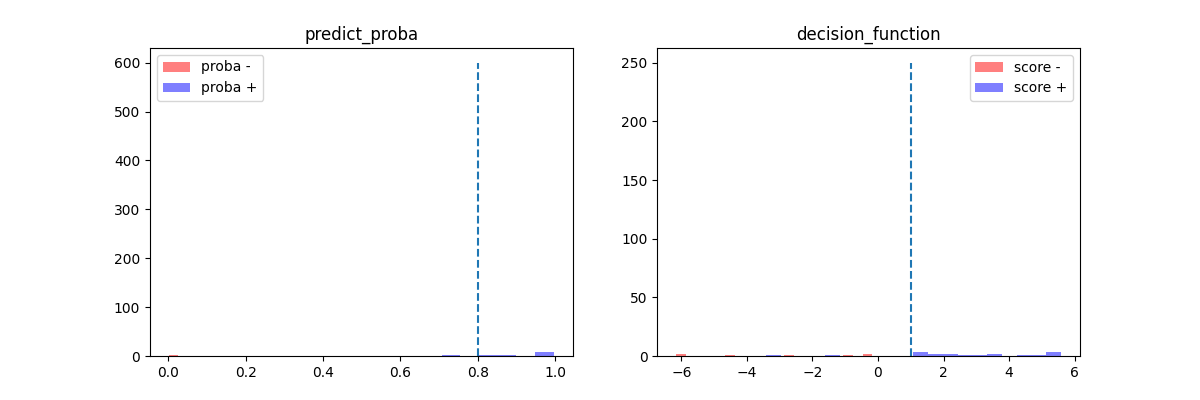 predict_proba
600
500
400
300
200
100
0
proba -
proba +
0.0 0.2 0.4 0.6 0.8 1.0
decision_function
250
200
150
100
50
0
score -
score +
−6 −4 −2 0 2 4 6